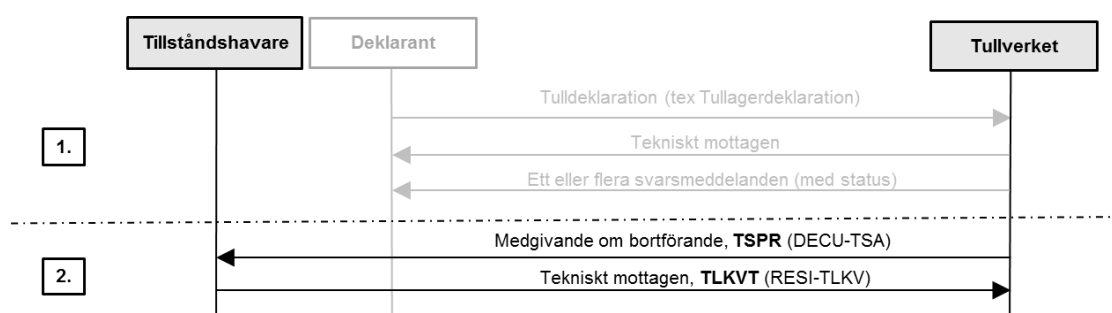 Tillståndshavare
Deklarant
Tullverket
Tulldeklaration (tex Tullagerdeklaration)
1.
Tekniskt mottagen
Ett eller flera svarsmeddelanden (med status)
Medgivande om bortförande, TSPR (DECU-TSA)
2.
Tekniskt mottagen, TLKVT (RESI-TLKV)